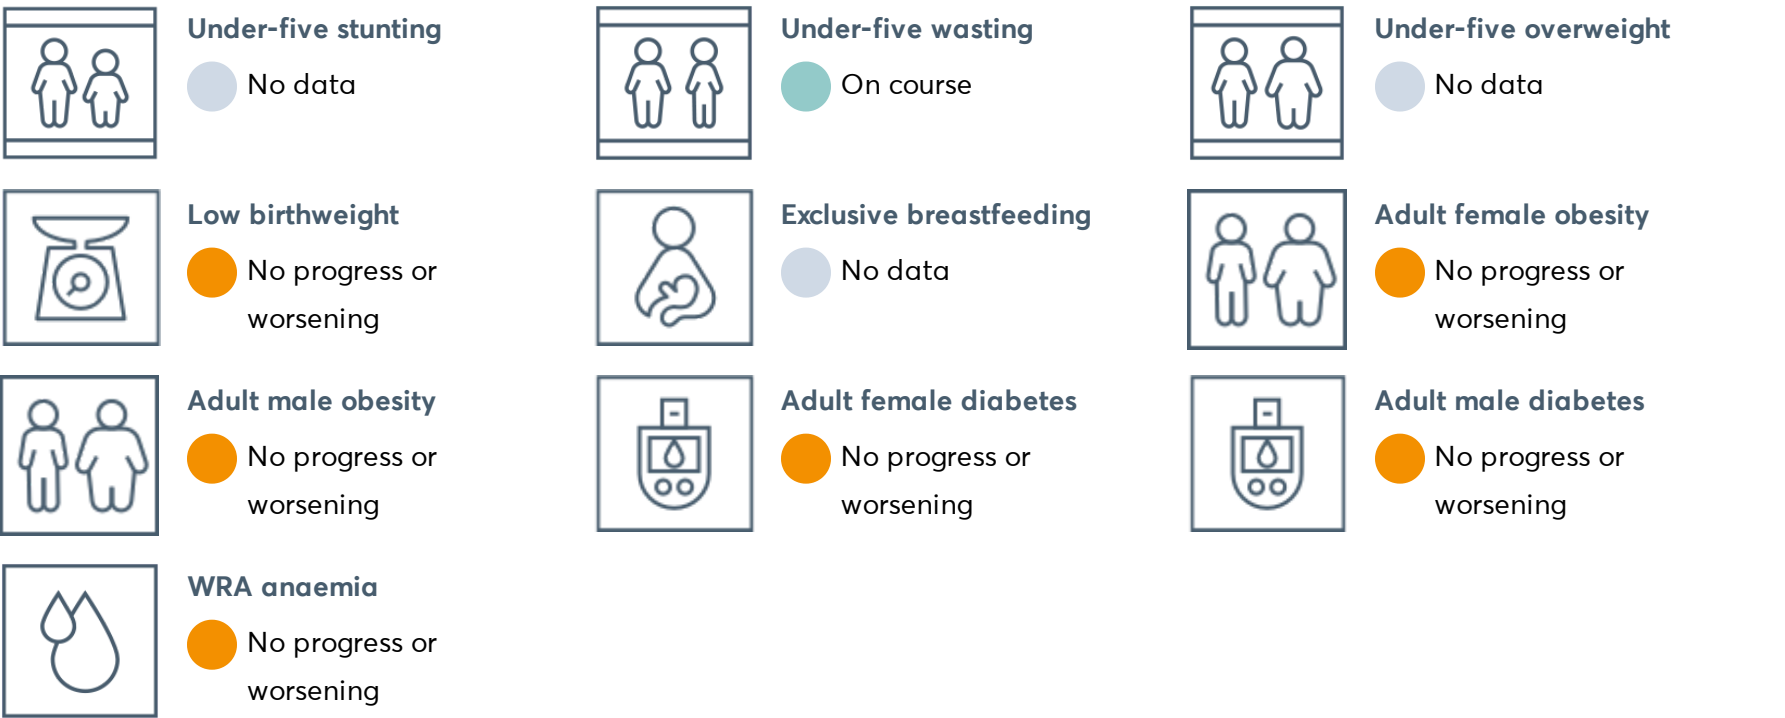 Under-five stunting
No data
Under-five wasting
On course
Under-five overweight
No data
Low birthweight
No progress or
worsening
Exclusive breastfeeding
No data
Adult female obesity
No progress or
worsening
Adult male obesity
No progress or
worsening
Adult female diabetes
No progress or
worsening
Adult male diabetes
No progress or
worsening
WRA anaemia
No progress or
worsening